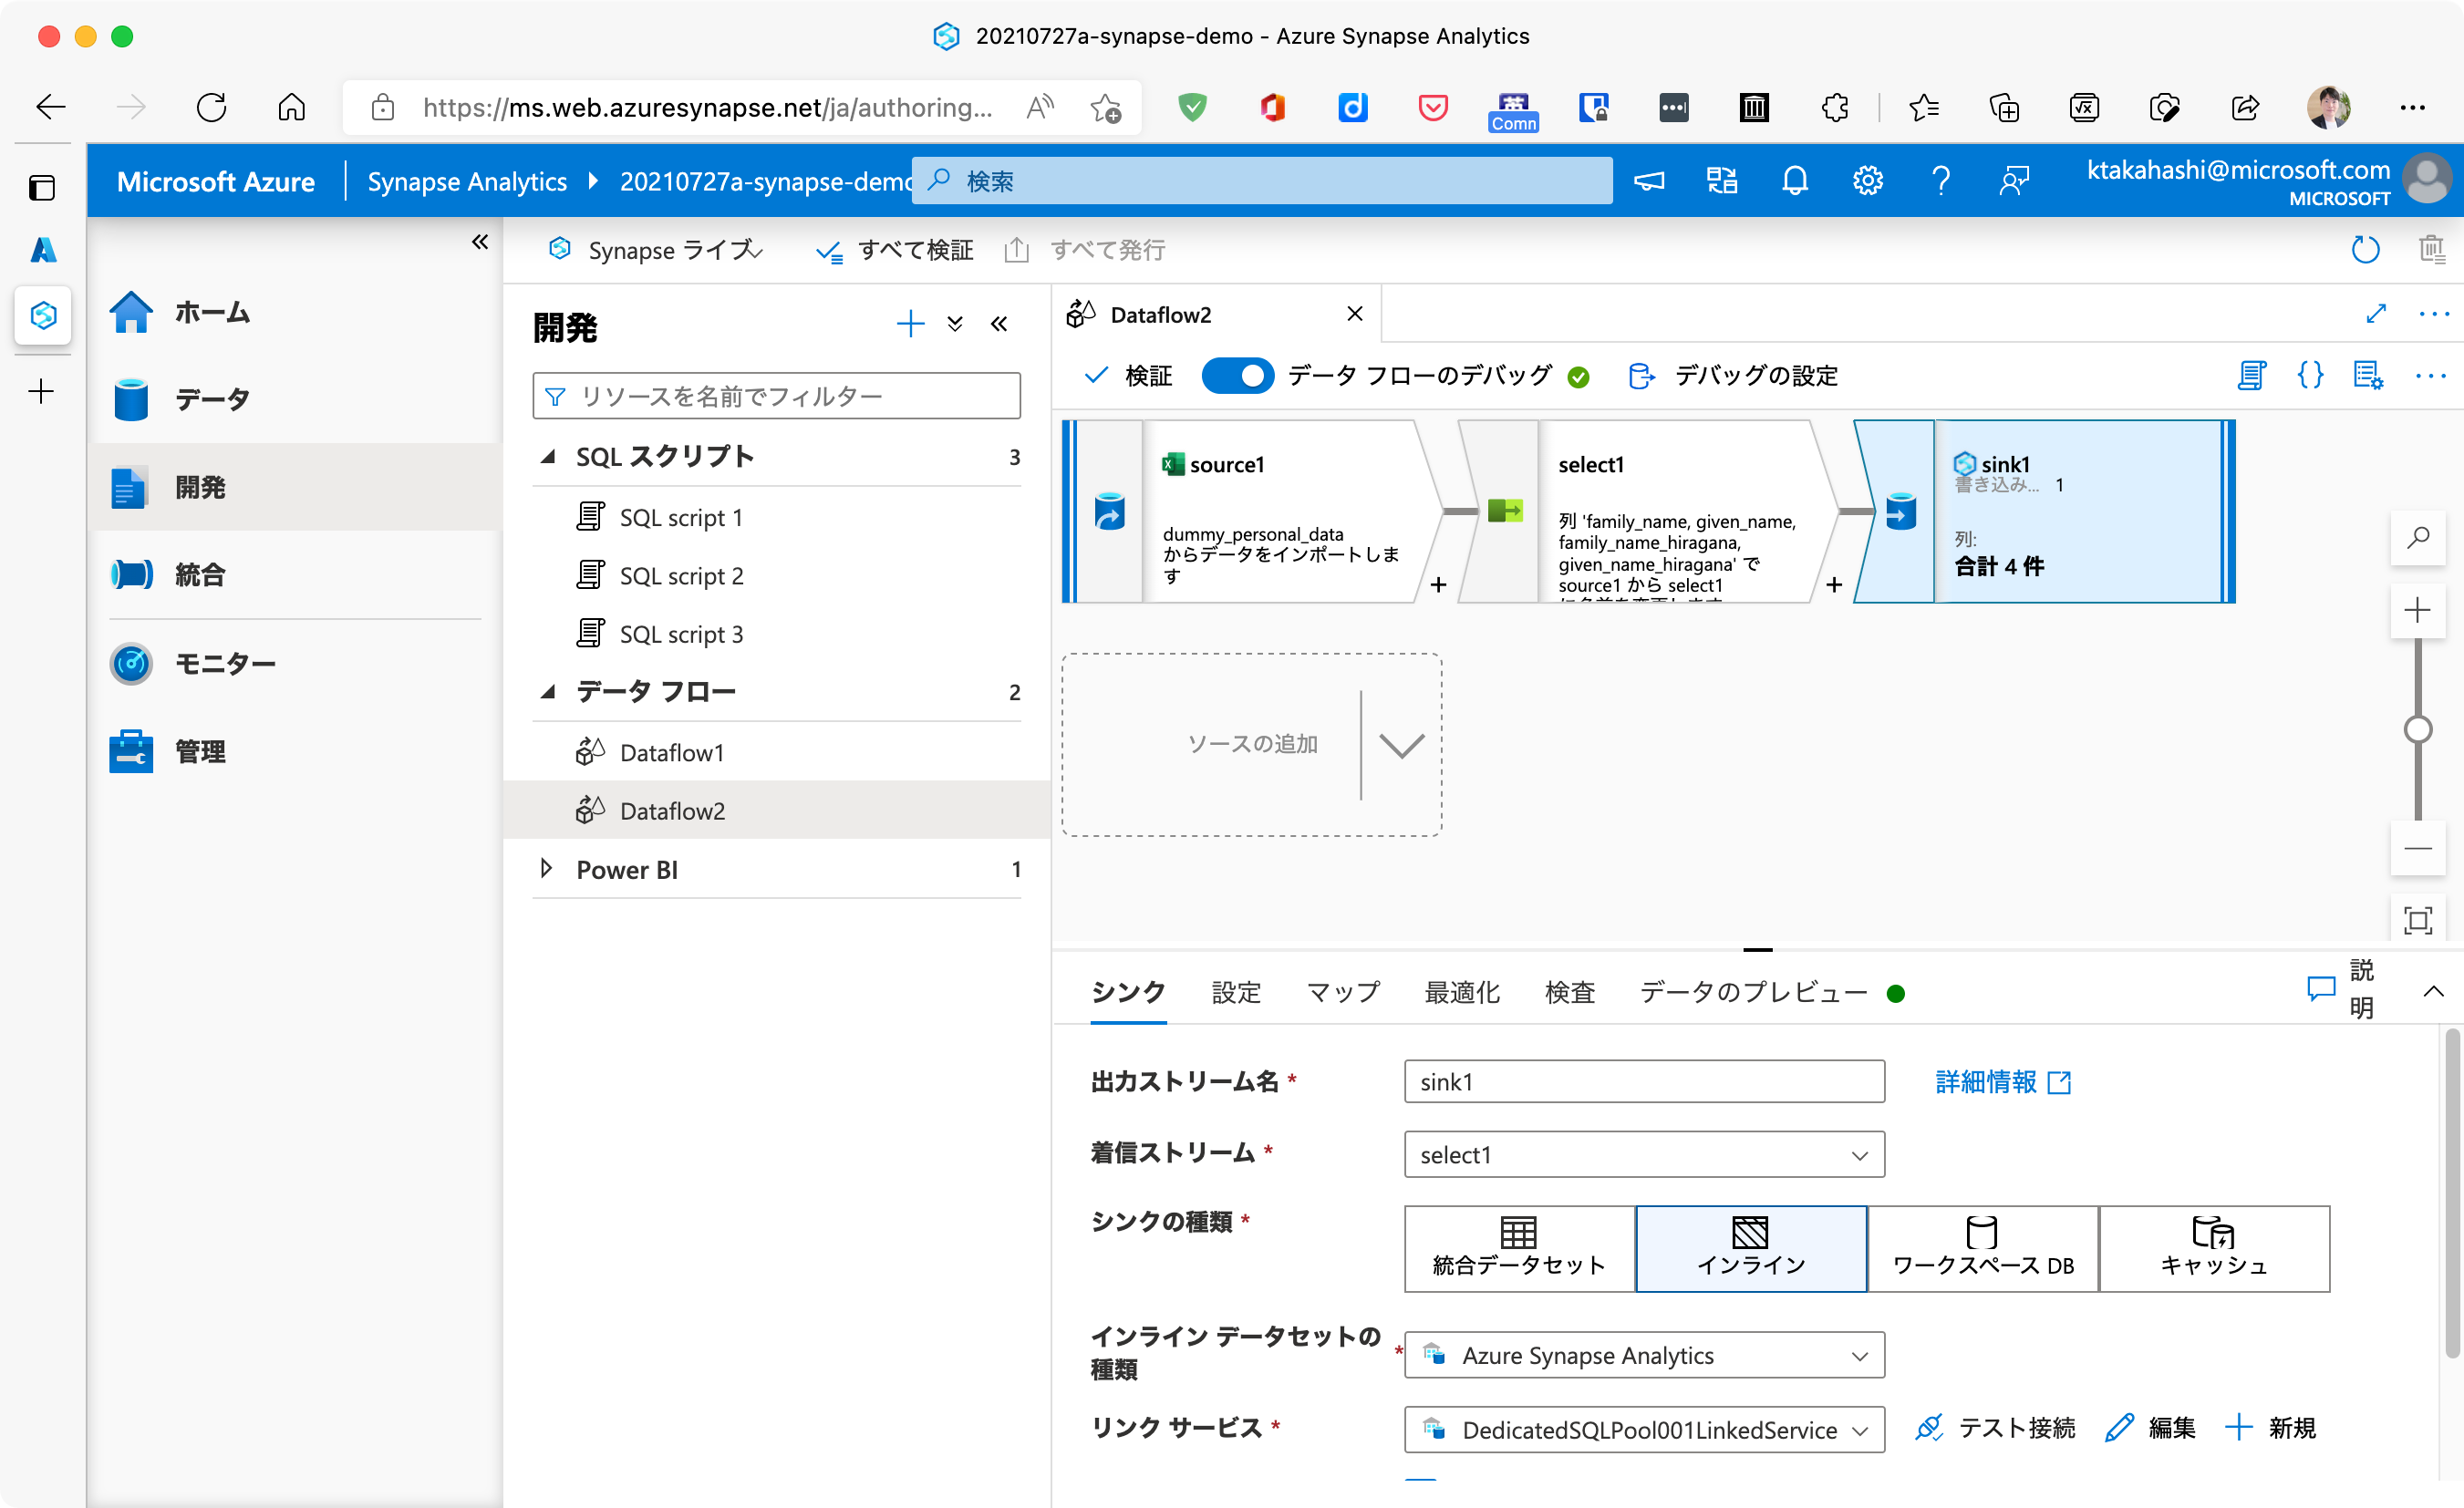 20210727a-synapse-demo - Azure Synapse Analytics
https://ms.web.azuresynapse.net/ja/authoring...
英
Comn
Microsoft Azure
Synapse Analytics
20210727a-synapse-demo
検索
ktakahashi@microsoft.com
MICROSOFT
Synapse ライブ
すべて検証
すべて発行
ホーム
データ
開発
統合
モニター
管理
開発
リソースを名前でフィルター
SQL スクリプト 3
SQL script 1
SQL script 2
SQL script 3
データ フロー 2
Dataflow1
Dataflow2
Power BI 1
Dataflow2
検証
データ フローのデバッグ
デバッグの設定
source1
dummy_personal_data
からデータをインポートしま
す
select1
列 'family_name, given_name,
family_name_hiragana,
given_name_hiragana' で
source1 から select1
に名前を変更します
sink1
書き込み... 1
列:
合計 4 件
ソースの追加
シンク
設定
マップ
最適化
検査
データのプレビュー
説
明
出力ストリーム名 *
sink1
詳細情報
着信ストリーム *
select1
シンクの種類 *
統合データセット
インライン
ワークスペース DB
キャッシュ
インライン データセットの
種類 *
Azure Synapse Analytics
リンク サービス *
DedicatedSQLPool001LinkedService
テスト接続
編集
新規